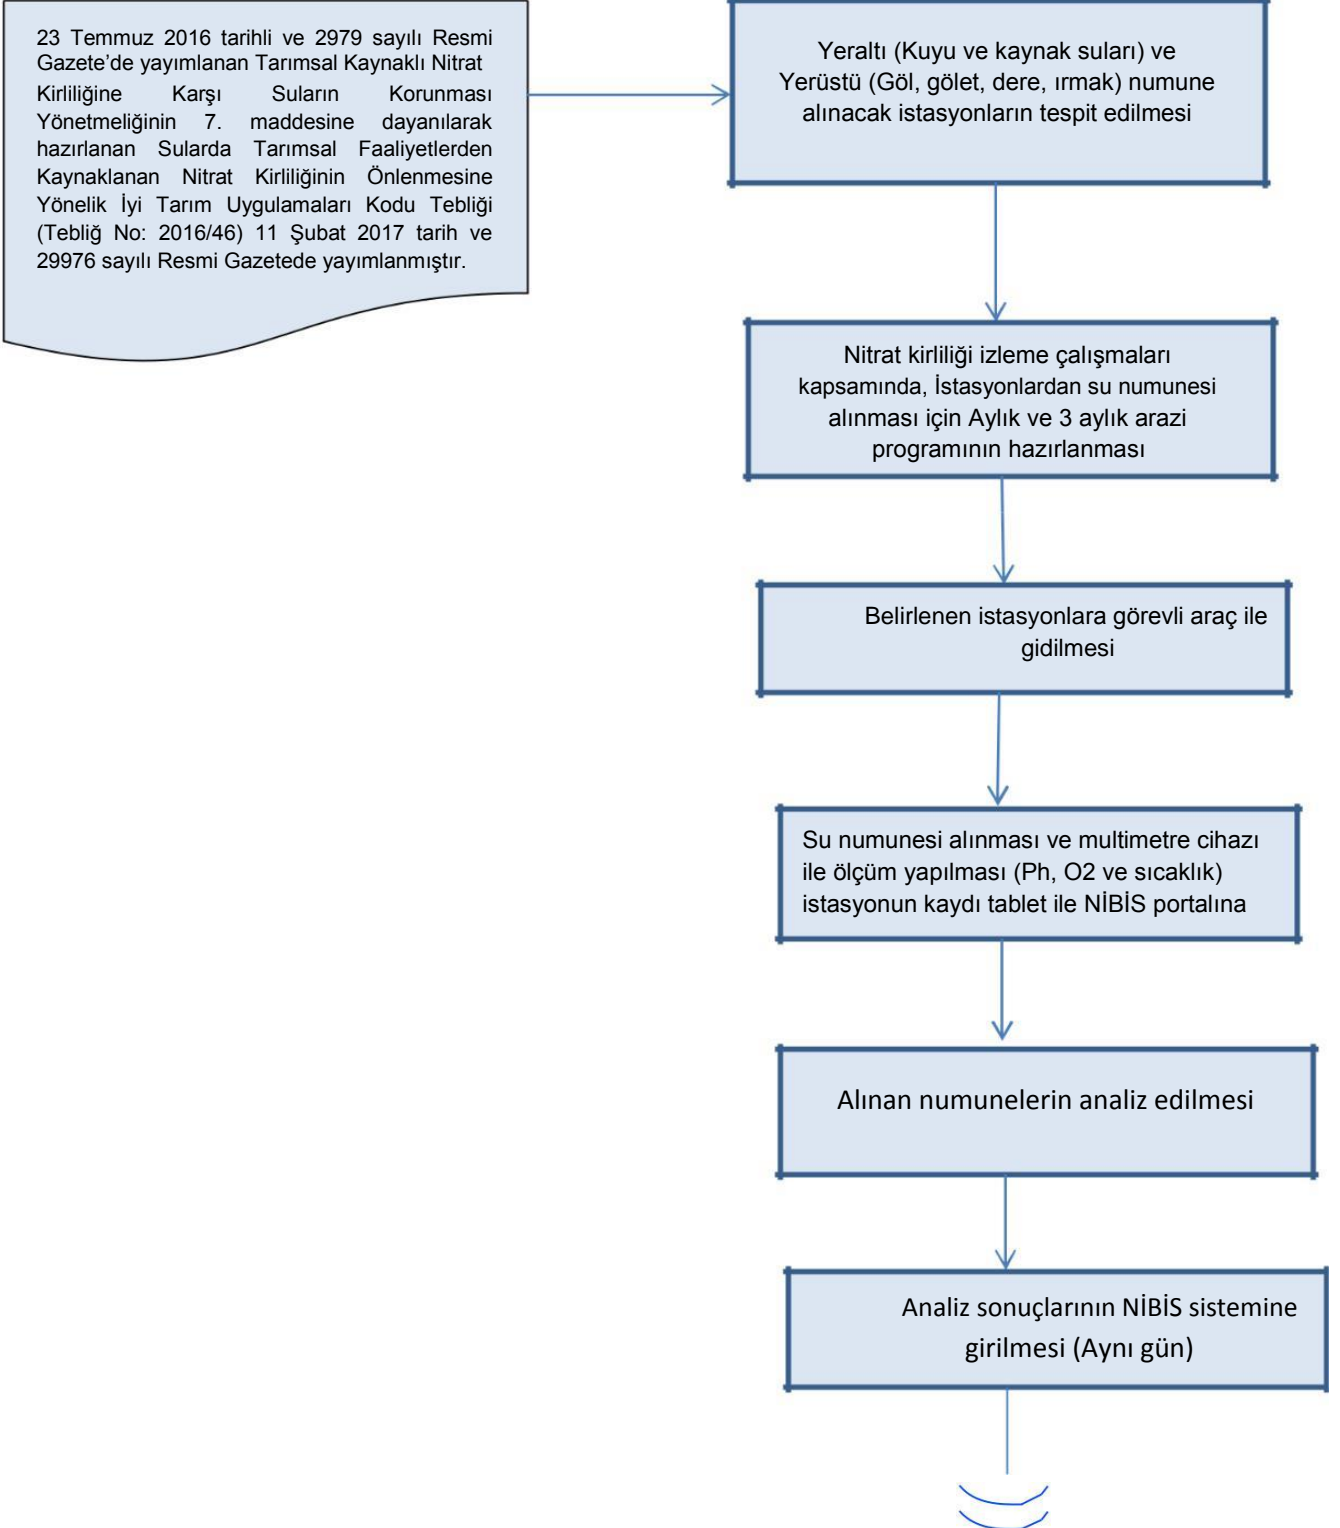 23 Temmuz 2016 tarihli ve 2979 sayılı Resmi
Gazete’de yayımlanan Tarımsal Kaynaklı Nitrat
Kirliliğine Karşı Suların Korunması
Yönetmeliğinin 7. maddesine dayanılarak
hazırlanan Sularda Tarımsal Faaliyetlerden
Kaynaklanan Nitrat Kirliliğinin Önlenmesine
Yönelik İyi Tarım Uygulamaları Kodu Tebliği
(Tebliğ No: 2016/46) 11 Şubat 2017 tarih ve
29976 sayılı Resmi Gazetede yayımlanmıştır.
Yeraltı (Kuyu ve kaynak suları) ve
Yerüstü (Göl, gölet, dere, ırmak) numune
alınacak istasyonların tespit edilmesi
Nitrat kirliliği izleme çalışmaları
kapsamında, İstasyonlardan su numunesi
alınması için Aylık ve 3 aylık arazi
programının hazırlanması
Belirlenen istasyonlara görevli araç ile
gidilmesi
Su numunesi alınması ve multimetre cihazı
ile ölçüm yapılması (Ph, O2 ve sıcaklık)
istasyonun kaydı tablet ile NİBİS portalına
Alınan numunelerin analiz edilmesi
Analiz sonuçlarının NİBİS sistemine
girilmesi (Aynı gün)